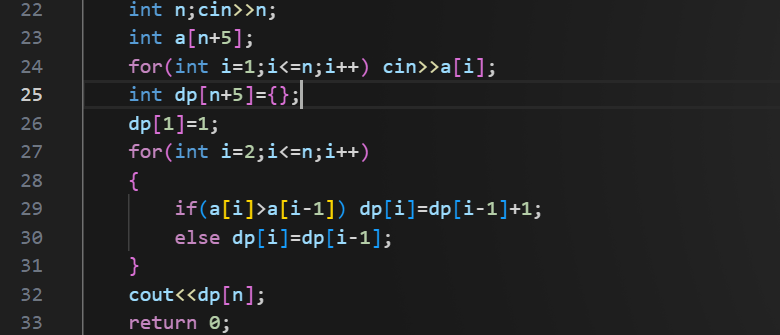 22 int n;cin>>n;
23 int a[n+5];
24 for(int i=1;i<=n;i++) cin>>a[i];
25 int dp[n+5]={};
26 dp[1]=1;
27 for(int i=2;i<=n;i++)
28 {
29 if(a[i]>a[i-1]) dp[i]=dp[i-1]+1;
30 else dp[i]=dp[i-1];
31 }
32 cout<<dp[n];
33 return 0;